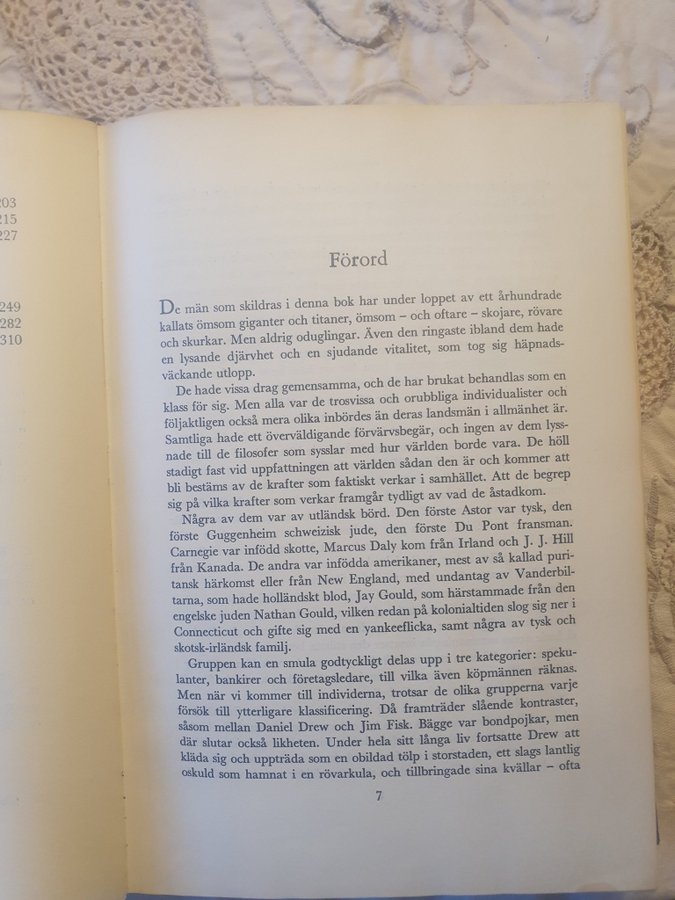 203
215
227
249
282
310
Förord
De män som skildras i denna bok har under loppet av ett århundrade
kallats ömsom giganter och titaner, ömsom – och oftare – skojare, rövare
och skurkar. Men aldrig oduglingar. Även den ringaste ibland dem hade
en lysande djärvhet och en sjudande vitalitet, som tog sig häpnads-
väckande utlopp.
De hade vissa drag gemensamma, och de har brukat behandlas som en
klass för sig. Men alla var de trosvissa och orubbliga individualister och
följaktligen också mera olika inbördes än deras landsmän i allmänhet är.
Samtliga hade ett överväldigande förvärvsbegär, och ingen av dem lyss-
nade till de filosofer som sysslar med hur världen borde vara. De höll
stadigt fast vid uppfattningen att världen sådan den är och kommer att
bli bestäms av de krafter som faktiskt verkar i samhället. Att de begrep
sig på vilka krafter som verkar framgår tydligt av vad de åstadkom.
Några av dem var av utländsk börd. Den förste Astor var tysk, den
förste Guggenheim schweizisk jude, den förste Du Pont fransman.
Carnegie var infödd skotte, Marcus Daly kom från Irland och J. J. Hill
från Kanada. De andra var infödda amerikaner, mest av så kallad puri-
tansk härkomst eller från New England, med undantag av Vanderbil-
tarna, som hade holländskt blod, Jay Gould, som härstammade från den
engelske juden Nathan Gould, vilken redan på kolonialtiden slog sig ner i
Connecticut och gifte sig med en yankeeflicka, samt några av tysk och
skotsk-irländsk familj.
Gruppen kan en smula godtyckligt delas upp i tre kategorier: speku-
lanter, bankirer och företagsledare, till vilka även köpmännen räknas.
Men när vi kommer till individerna, trotsar de olika grupperna varje
försök till ytterligare klassificering. Då framträder slående kontraster,
såsom mellan Daniel Drew och Jim Fisk. Bägge var bondpojkar, men
där slutar också likheten. Under hela sitt långa liv fortsatte Drew att
kläda sig och uppträda som en obildad tölp i storstaden, ett slags lantlig
oskuld som hamnat i en rövarkula, och tillbringade sina kvällar – ofta
7